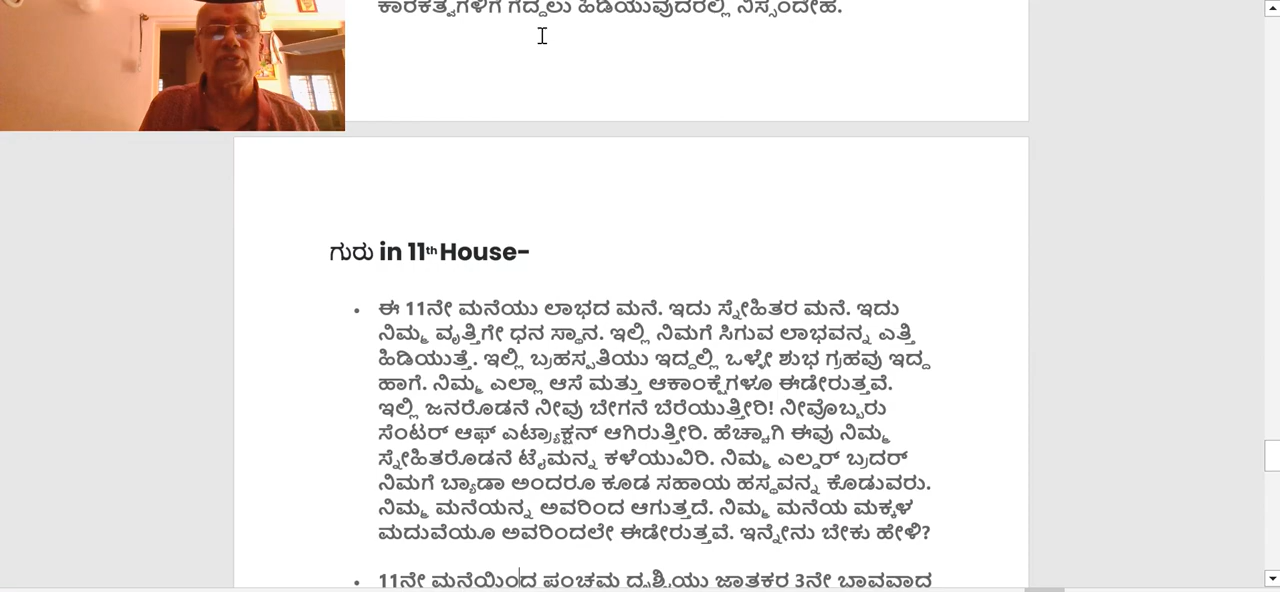 ಕಾರಕತ್ವಗಳಿಗೆ ಗೆದ್ದಲು ಹಿಡಿಯುವುದರಲ್ಲಿ ನಿಸ್ಸಂದೇಹ.
ಗುರು in 11th House-
• ಈ 11ನೇ ಮನೆಯು ಲಾಭದ ಮನೆ. ಇದು ಸ್ನೇಹಿತರ ಮನೆ. ಇದು
ನಿಮ್ಮ ವೃತ್ತಿಗೇ ಧನ ಸ್ಥಾನ. ಇಲ್ಲಿ ನಿಮಗೆ ಸಿಗುವ ಲಾಭವನ್ನ ಎತ್ತಿ
ಹಿಡಿಯುತ್ತೆ. ಇಲ್ಲಿ ಬ್ರಹಸ್ಪತಿಯು ಇದ್ದಲ್ಲಿ ಒಳ್ಳೇ ಶುಭ ಗ್ರಹವು ಇದ್ದ
ಹಾಗೆ. ನಿಮ್ಮ ಎಲ್ಲಾ ಆಸೆ ಮತ್ತು ಆಕಾಂಕ್ಷೆಗಳೂ ಈಡೇರುತ್ತವೆ.
ಇಲ್ಲಿ ಜನರೊಡನೆ ನೀವು ಬೇಗನೆ ಬೆರೆಯುತ್ತೀರಿ! ನೀವೊಬ್ಬರು
ಸೆಂಟರ್ ಆಫ್ ಎಟ್ರ್ಯಾಕ್ಷನ್ ಆಗಿರುತ್ತೀರಿ. ಹೆಚ್ಚಾಗಿ ಈವು ನಿಮ್ಮ
ಸ್ನೇಹಿತರೊಡನೆ ಟೈಮನ್ನ ಕಳೆಯುವಿರಿ. ನಿಮ್ಮ ಎಲ್ಡರ್ ಬ್ರದರ್
ನಿಮಗೆ ಬ್ಯಾಡಾ ಅಂದರೂ ಕೂಡ ಸಹಾಯ ಹಸ್ತವನ್ನ ಕೊಡುವರು.
ನಿಮ್ಮ ಮನೆಯನ್ನ ಅವರಿಂದ ಆಗುತ್ತದೆ. ನಿಮ್ಮ ಮನೆಯ ಮಕ್ಕಳ
ಮದುವೆಯೂ ಅವರಿಂದಲೇ ಈಡೇರುತ್ತವೆ. ಇನ್ನೇನು ಬೇಕು ಹೇಳಿ?
• 11ನೇ ಮನೆಯಿಂದ ಪಂಚಮ ದೃಶ್ಟಿಯು ಜಾತಕರ 3ನೇ ಬಾವವಾದ